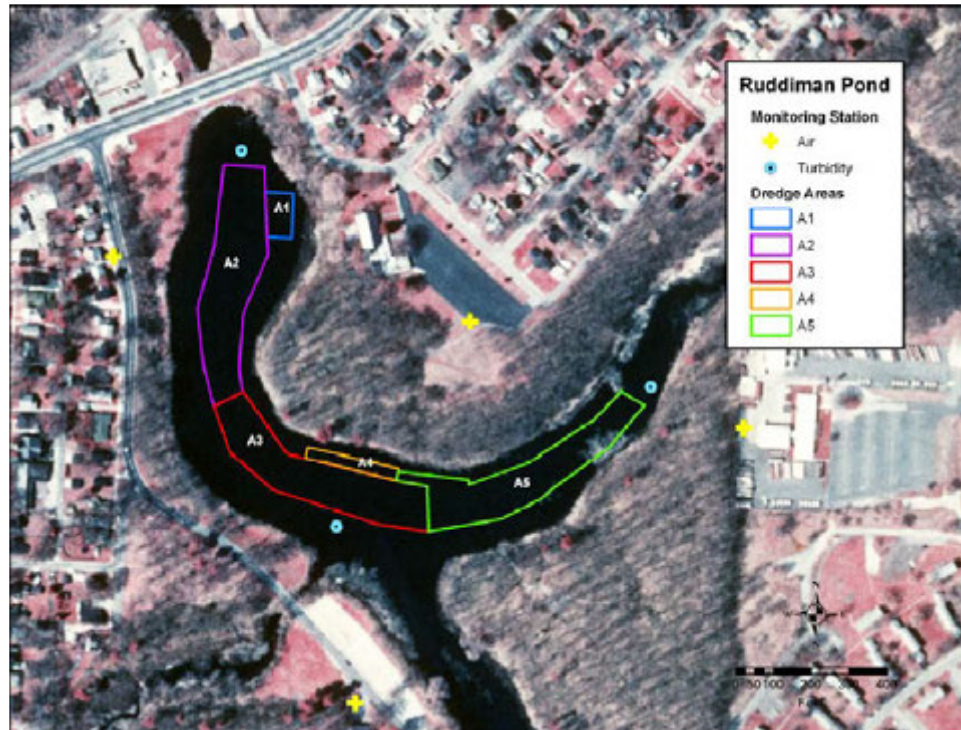 Ruddiman Pond
Monitoring Station
Air
Turbidity
Dredge Areas
A1
A2
A3
A4
A5
A1
A2
A3
A4
A5
400